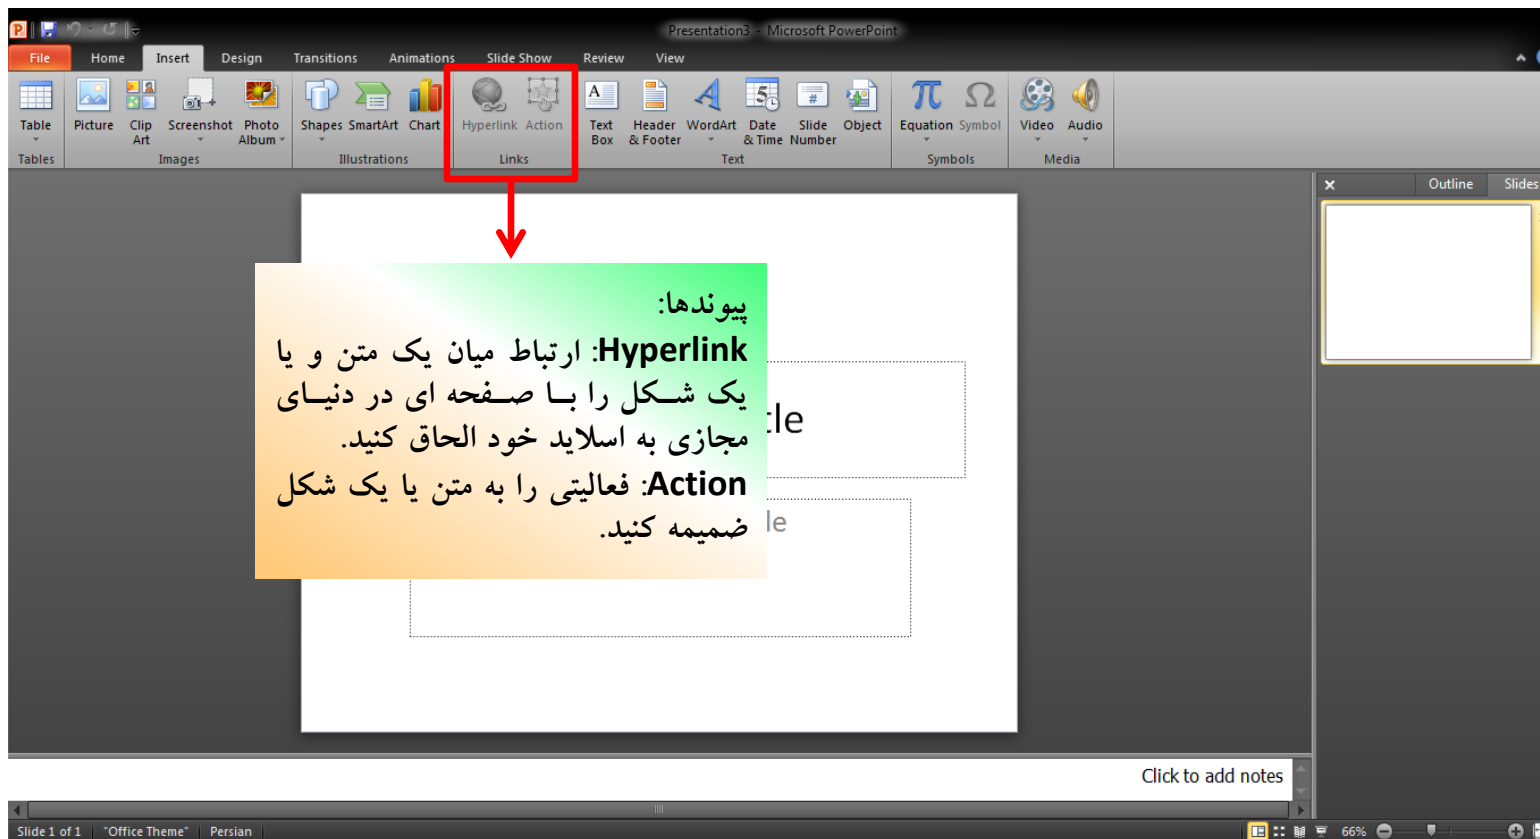 Presentation3 - Microsoft PowerPoint
File Home Insert Design Transitions Animations Slide Show Review View
Table Picture Clip Art Screenshot Photo Album Shapes SmartArt Chart Hyperlink Action Text Box Header & Footer WordArt Date & Time Slide Number Object Equation Symbol Video Audio
Tables Images Illustrations Links Text Symbols Media
Outline Slides
پیوندها:
Hyperlink: ارتباط میان یک متن و یا
یک شکل را با صفحه ای در دنیای
مجازی به اسلاید خود الحاق کنید.
Action: فعالیتی را به متن یا یک شکل
ضمیمه کنید.
Click to add notes
Slide 1 of 1 "Office Theme" Persian 66%